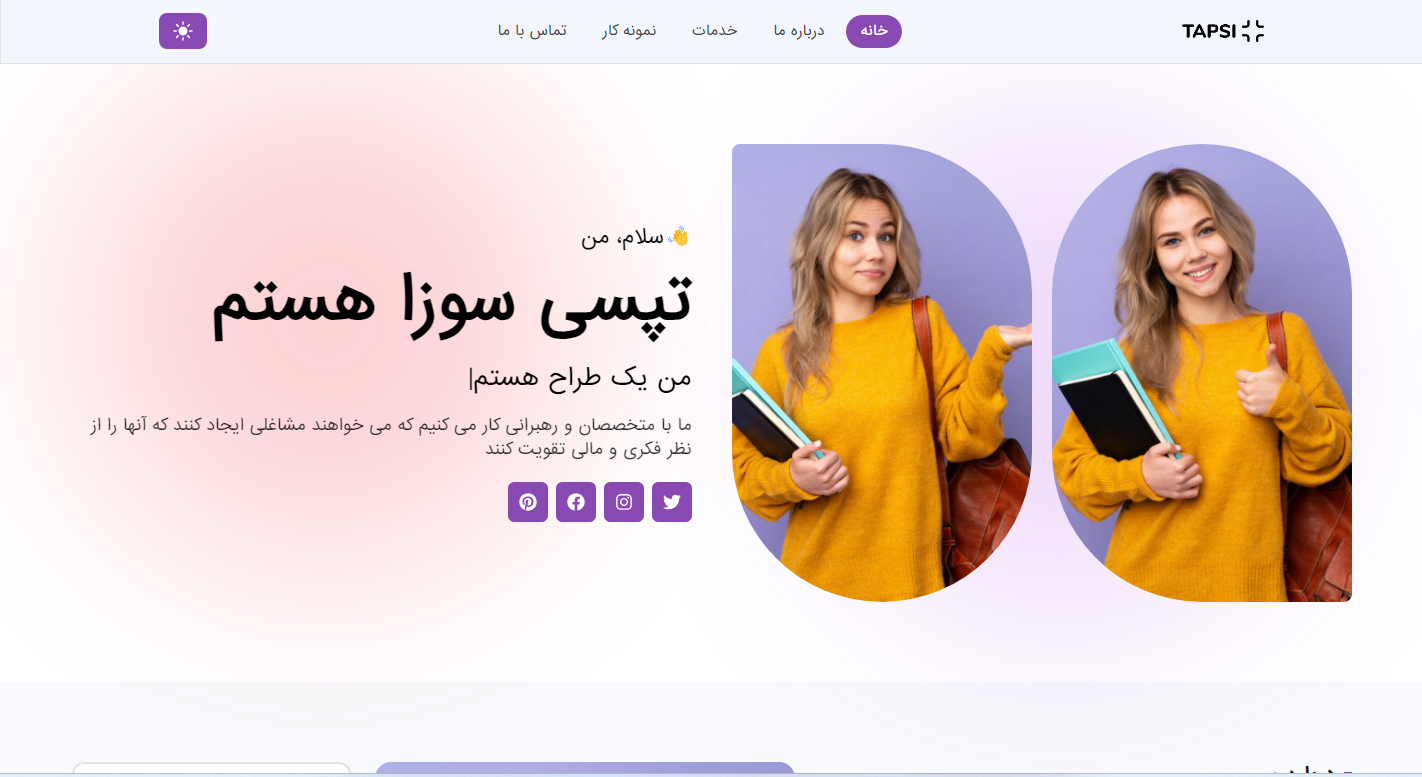 TAPSI
خانه
درباره ما
خدمات
نمونه کار
تماس با ما
سلام، من
تپسی سوزا هستم
من یک طراح هستم|
ما با متخصصان و رهبرانی کار می کنیم که می خواهند مشاغلی ایجاد کنند که آنها را از
نظر فکری و مالی تقویت کنند